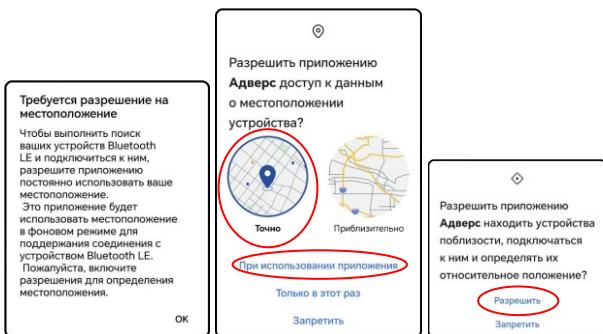 Требуется разрешение на
местоположение
Чтобы выполнить поиск
ваших устройств Bluetooth
LE и подключиться к ним,
разрешите приложению
постоянно использовать ваше
местоположение.
Это приложение будет
использовать местоположение
в фоновом режиме для
поддержания соединения с
устройством Bluetooth LE.
Пожалуйста, включите
разрешения для определения
местоположения.
OK
Разрешить приложению
Адверс доступ к данным
о местоположении
устройства?
Точно
Приблизительно
При использовании приложения
Только в этот раз
Запретить
Разрешить приложению
Адверс находить устройства
поблизости, подключаться
к ним и определять их
относительное положение?
Разрешить
Запретить